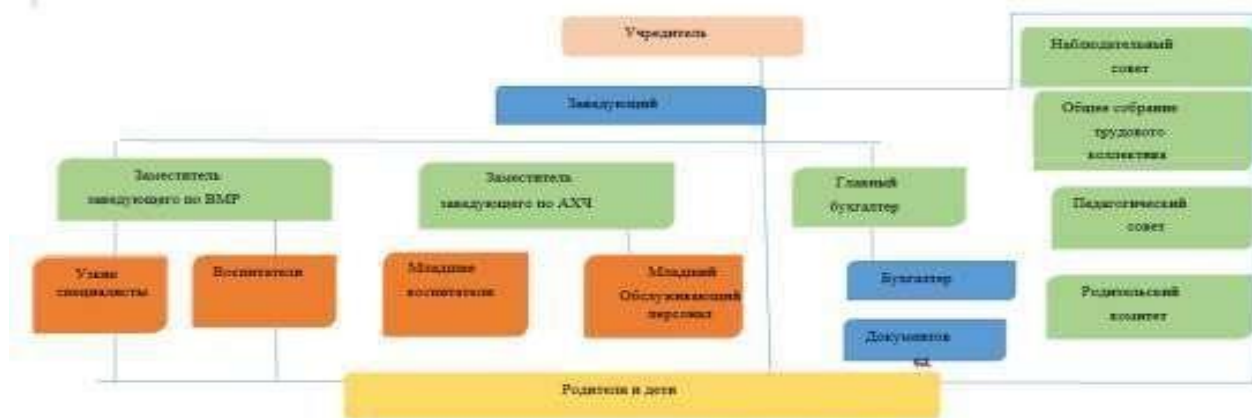 Учредитель
Заведующий
Наблюдательный
совет
Общее собрание
трудового
коллектива
Заместитель
заведующего по ВМР
Заместитель
заведующего по АХЧ
Главный
бухгалтер
Педагогический
совет
Узкие
специалисты
Воспитатели
Младшие
воспитатели
Младший
Обслуживающий
персонал
Бухгалтер
Документов
ед
Родительский
комитет
Родители и дети